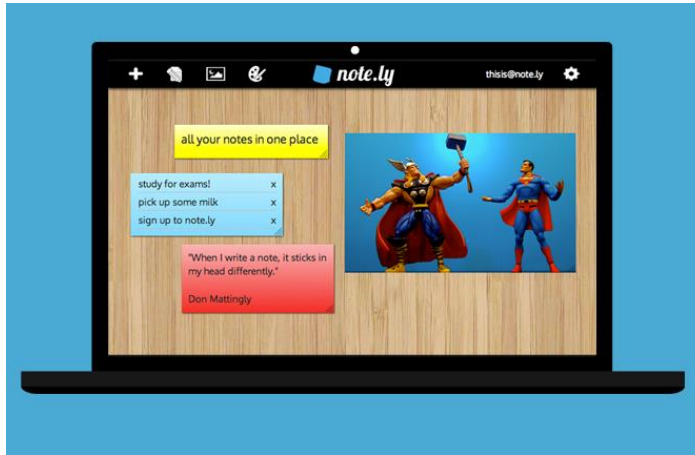 note.ly
thisis@note.ly
all your notes in one place
study for exams! x
pick up some milk x
sign up to note.ly x
"When I write a note, it sticks in
my head differently."
Don Mattingly